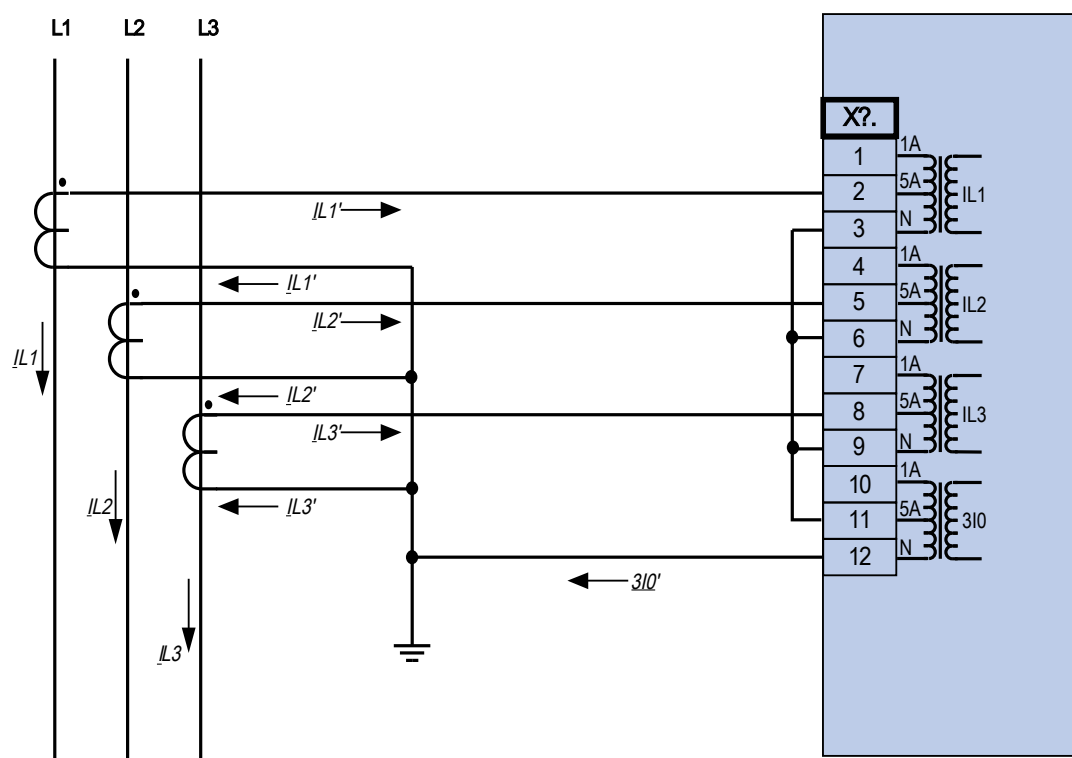 L1 L2 L3
X?.
1 1A
2 5A IL1
3 N
IL1'
4 1A
IL1'
5 5A IL2
IL2'
6 N
IL1
7 1A
IL2'
8 5A IL3
IL3'
9 N
10 1A
IL2
IL3'
11 5A 3I0
12 N
3I0'
IL3